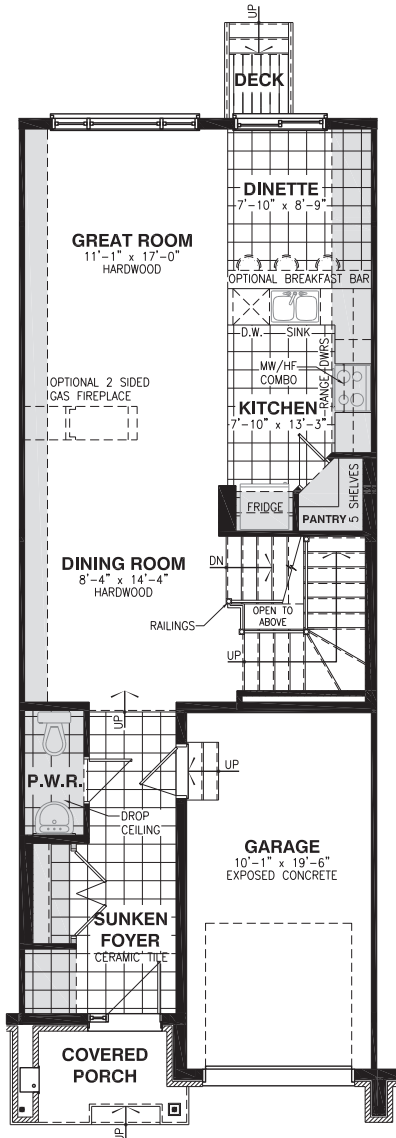 UP
DECK
DINETTE
7'-10" x 8'-9"
GREAT ROOM
11'-1" x 17'-0"
HARDWOOD
OPTIONAL BREAKFAST BAR
D.W. SINK
MW/HF
COMBO
RANGE
DWRS
OPTIONAL 2 SIDED
GAS FIREPLACE
KITCHEN
7'-10" x 13'-3"
5 SHELVES
FRIDGE
PANTRY
DINING ROOM
8'-4" x 14'-4"
HARDWOOD
DN
RAILINGS
OPEN TO
ABOVE
UP
UP
P.W.R.
UP
DROP
CEILING
GARAGE
10'-1" x 19'-6"
EXPOSED CONCRETE
SUNKEN
FOYER
CERAMIC TILE
COVERED
PORCH
UP